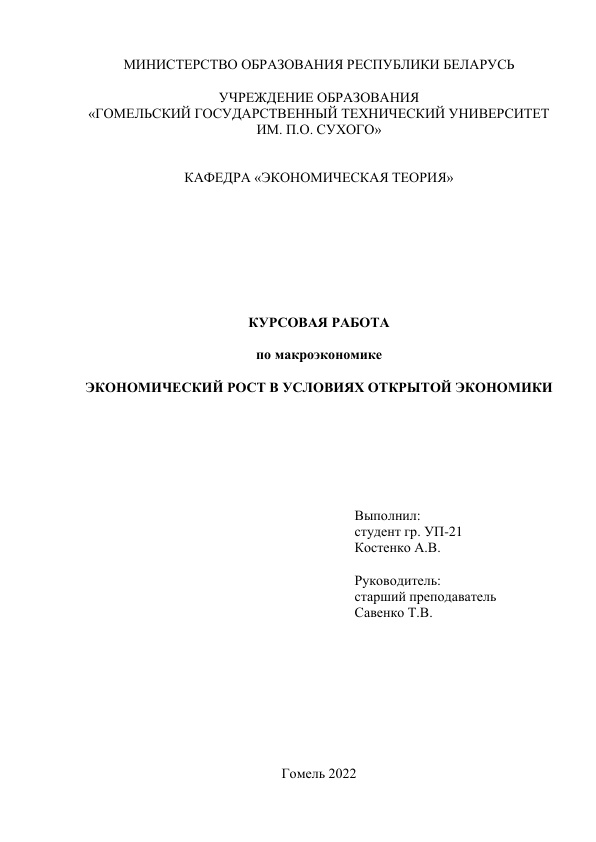 МИНИСТЕРСТВО ОБРАЗОВАНИЯ РЕСПУБЛИКИ БЕЛАРУСЬ
УЧРЕЖДЕНИЕ ОБРАЗОВАНИЯ
«ГОМЕЛЬСКИЙ ГОСУДАРСТВЕННЫЙ ТЕХНИЧЕСКИЙ УНИВЕРСИТЕТ
ИМ. П.О. СУХОГО»
КАФЕДРА «ЭКОНОМИЧЕСКАЯ ТЕОРИЯ»
КУРСОВАЯ РАБОТА
по макроэкономике
ЭКОНОМИЧЕСКИЙ РОСТ В УСЛОВИЯХ ОТКРЫТОЙ ЭКОНОМИКИ
Выполнил:
студент гр. УП-21
Костенко А.В.
Руководитель:
старший преподаватель
Савенко Т.В.
Гомель 2022